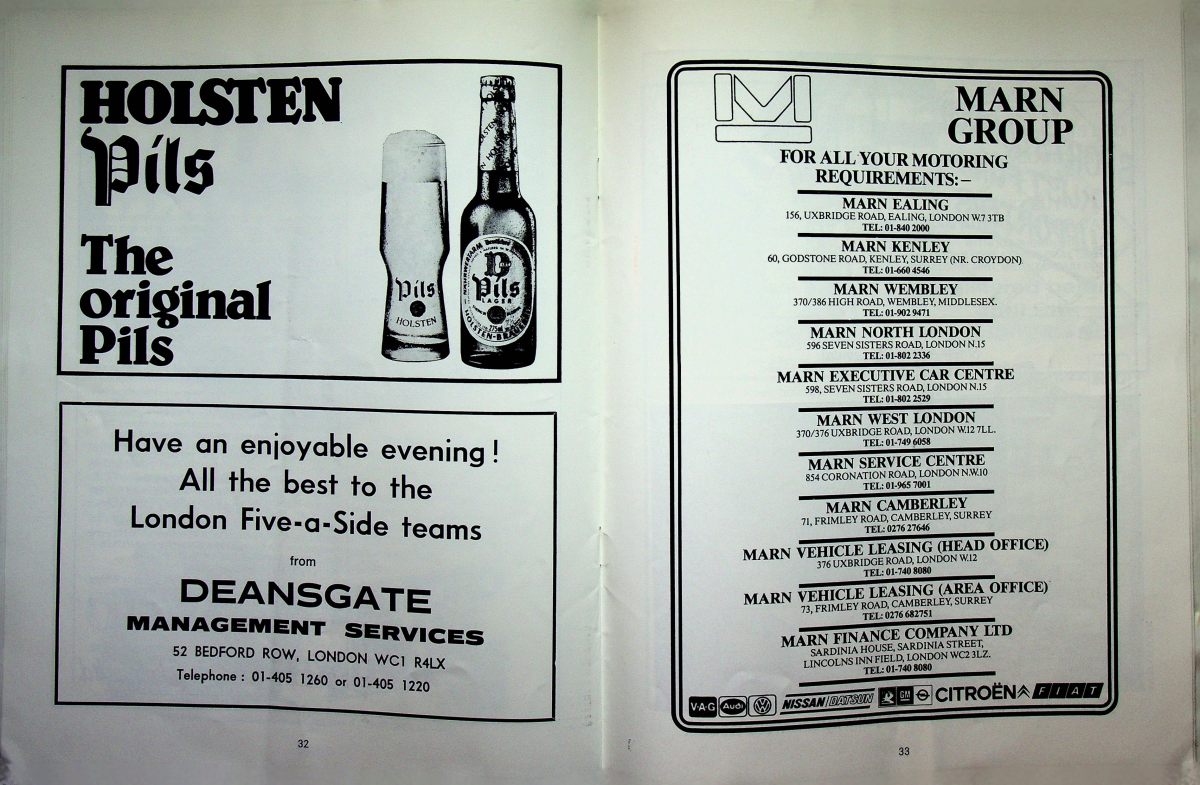 HOLSTEN
Pils
The
original
Pils
Pils
HOLSTEN
Pils
LAGER
HOLSTEN-BRAUEREI
Have an enjoyable evening!
All the best to the
London Five-a-Side teams
from
DEANSGATE
MANAGEMENT SERVICES
52 BEDFORD ROW, LONDON WC1 R4LX
Telephone : 01-405 1260 or 01-405 1220
32
MARN
GROUP
FOR ALL YOUR MOTORING
REQUIREMENTS:–
MARN EALING
156, UXBRIDGE ROAD, EALING, LONDON W.7 3TB
TEL: 01-840 2000
MARN KENLEY
60, GODSTONE ROAD, KENLEY, SURREY (NR. CROYDON)
TEL: 01-660 4546
MARN WEMBLEY
370/386 HIGH ROAD, WEMBLEY, MIDDLESEX.
TEL: 01-902 9471
MARN NORTH LONDON
596 SEVEN SISTERS ROAD, LONDON N.15
TEL: 01-802 2336
MARN EXECUTIVE CAR CENTRE
598, SEVEN SISTERS ROAD, LONDON N.15
TEL: 01-802 2529
MARN WEST LONDON
370/376 UXBRIDGE ROAD, LONDON W.12 7LL.
TEL: 01-749 6058
MARN SERVICE CENTRE
854 CORONATION ROAD, LONDON N.W.10
TEL: 01-965 7001
MARN CAMBERLEY
71, FRIMLEY ROAD, CAMBERLEY, SURREY
TEL: 0276 27646
MARN VEHICLE LEASING (HEAD OFFICE)
376 UXBRIDGE ROAD, LONDON W.12
TEL: 01-740 8080
MARN VEHICLE LEASING (AREA OFFICE)
73, FRIMLEY ROAD, CAMBERLEY, SURREY
TEL: 0276 682751
MARN FINANCE COMPANY LTD
SARDINIA HOUSE, SARDINIA STREET,
LINCOLNS INN FIELD, LONDON WC2 3LZ.
TEL: 01-740 8080
V·A·G Audi NISSAN DATSUN GM CITROËN FIAT
33